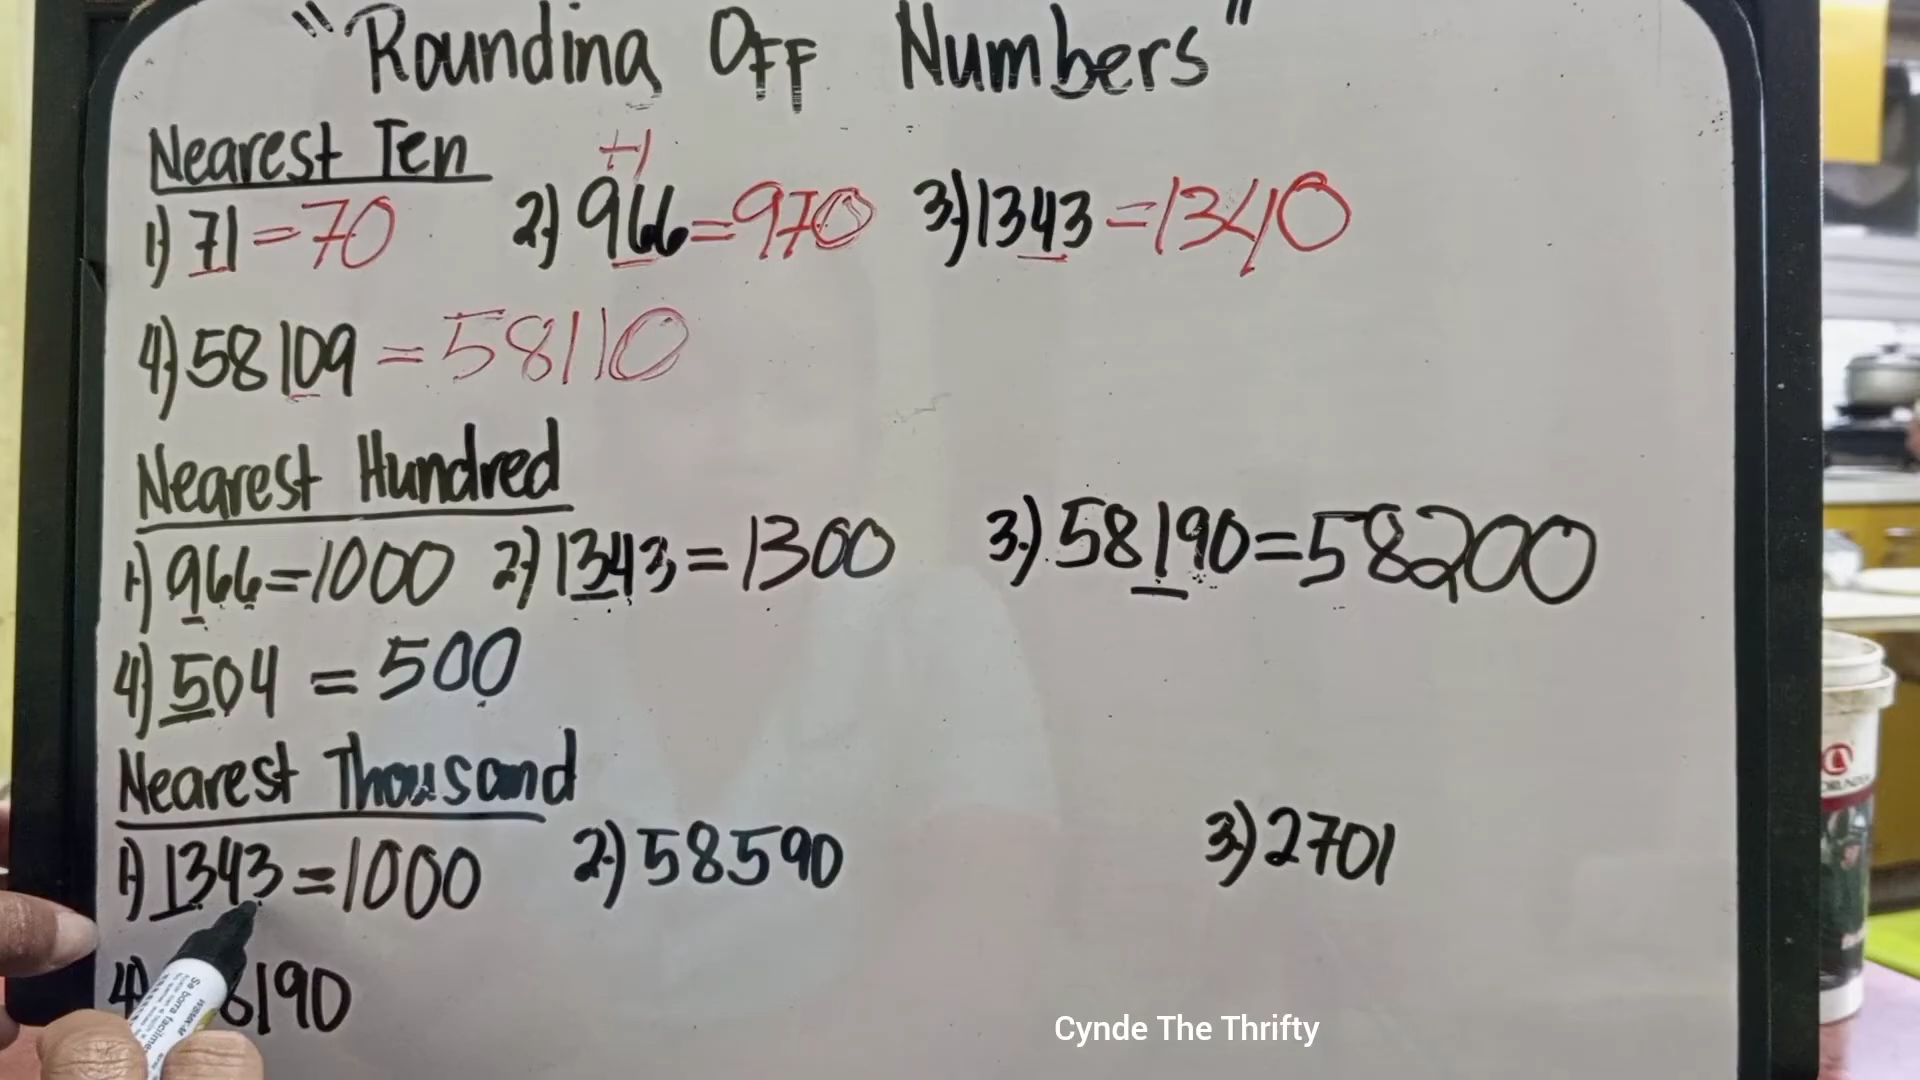 "Rounding Off Numbers"
Nearest Ten
+1
1.) 71 = 70 2.) 966 = 970 3.) 1343 = 1340
4.) 58109 = 58110
Nearest Hundred
1.) 966 = 1000 2.) 1343 = 1300 3.) 58190 = 58200
4.) 504 = 500
Nearest Thousand
1.) 1343 = 1000 2.) 58590 3.) 2701
4.) 8190
Cynde The Thrifty